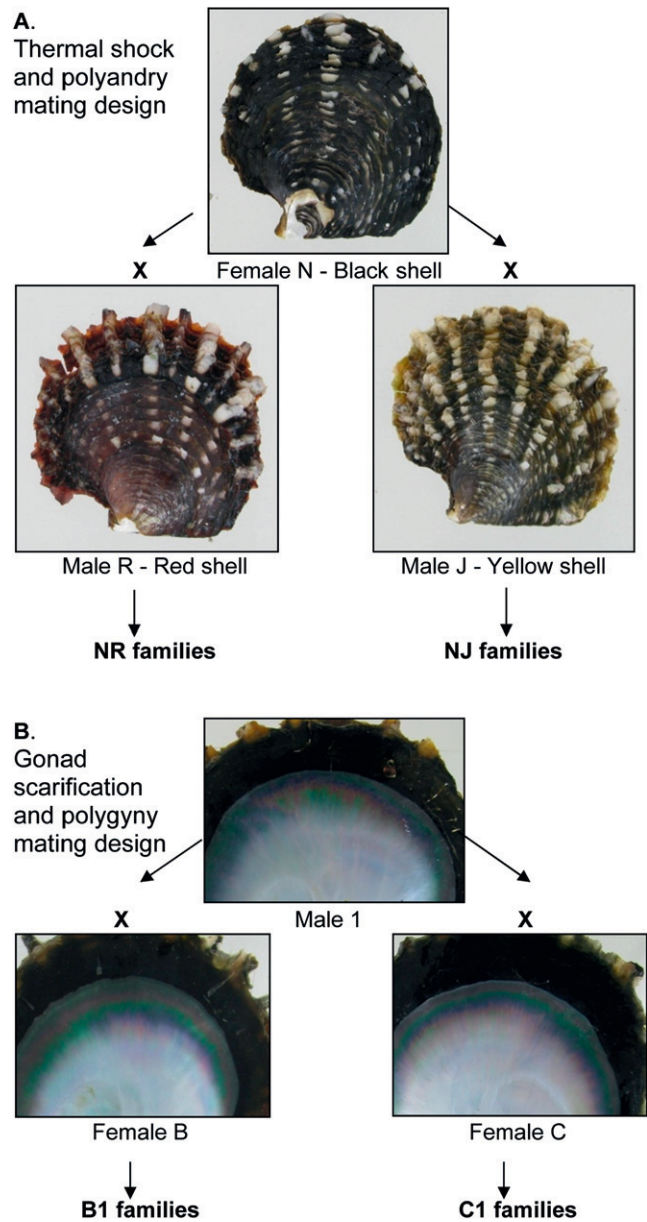 A.
Thermal shock
and polyandry
mating design
X
Female N - Black shell
X
Male R - Red shell
Male J - Yellow shell
NR families
NJ families
B.
Gonad
scarification
and polygyny
mating design
X
Male 1
X
Female B
Female C
B1 families
C1 families